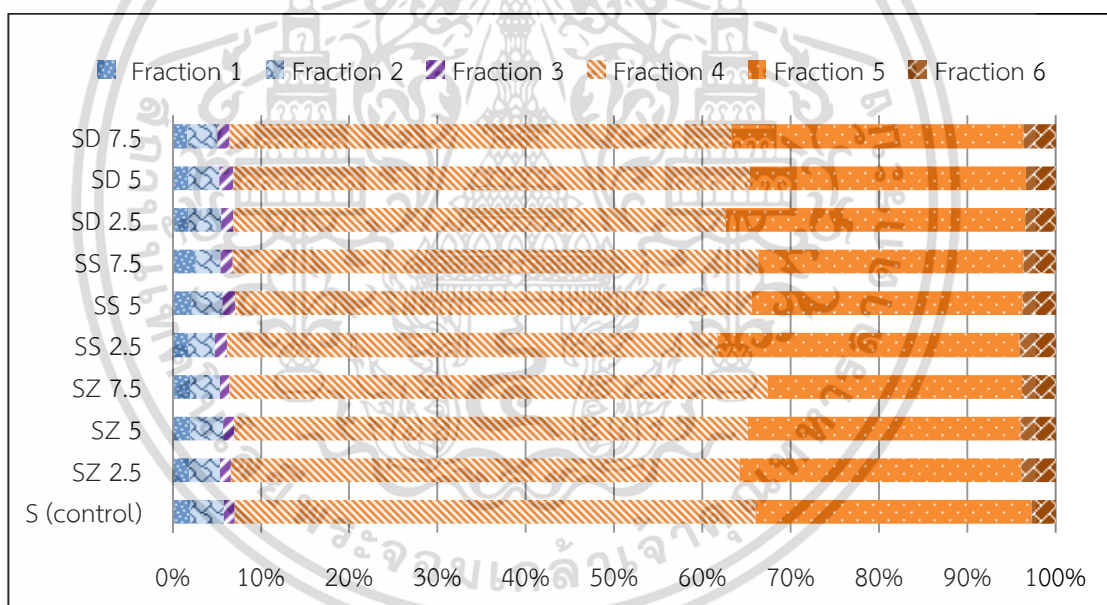 Fraction 1 Fraction 2 Fraction 3 Fraction 4 Fraction 5 Fraction 6
SD 7.5
SD 5
SD 2.5
SS 7.5
SS 5
SS 2.5
SZ 7.5
SZ 5
SZ 2.5
S (control)
0% 10% 20% 30% 40% 50% 60% 70% 80% 90% 100%